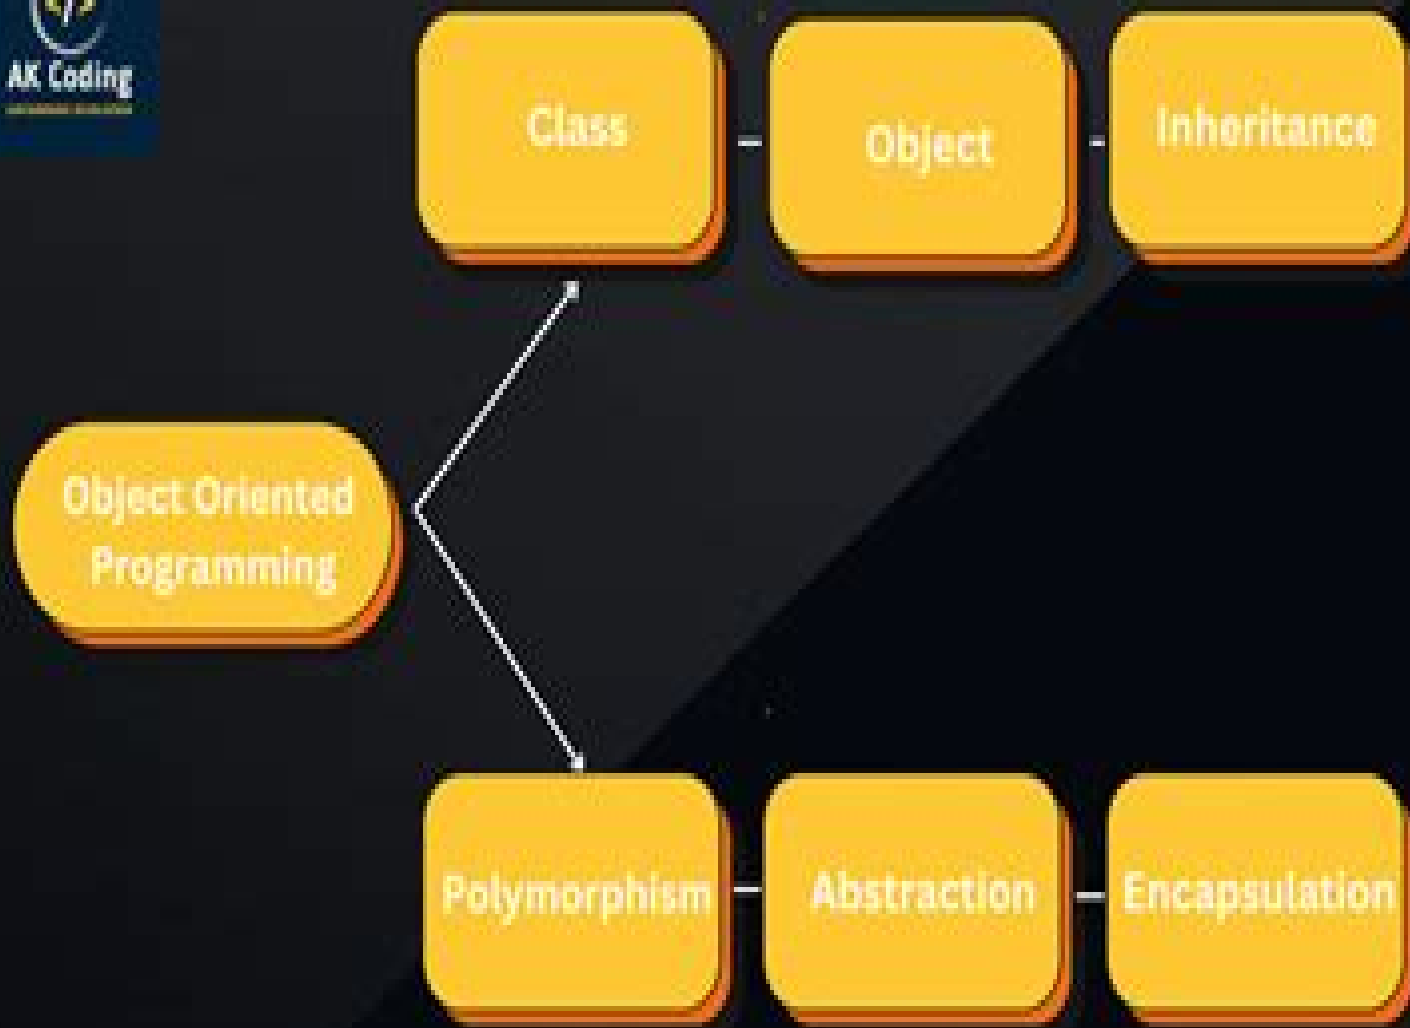 AK Coding
Class
Object
Inheritance
Object Oriented
Programming
Polymorphism
Abstraction
Encapsulation